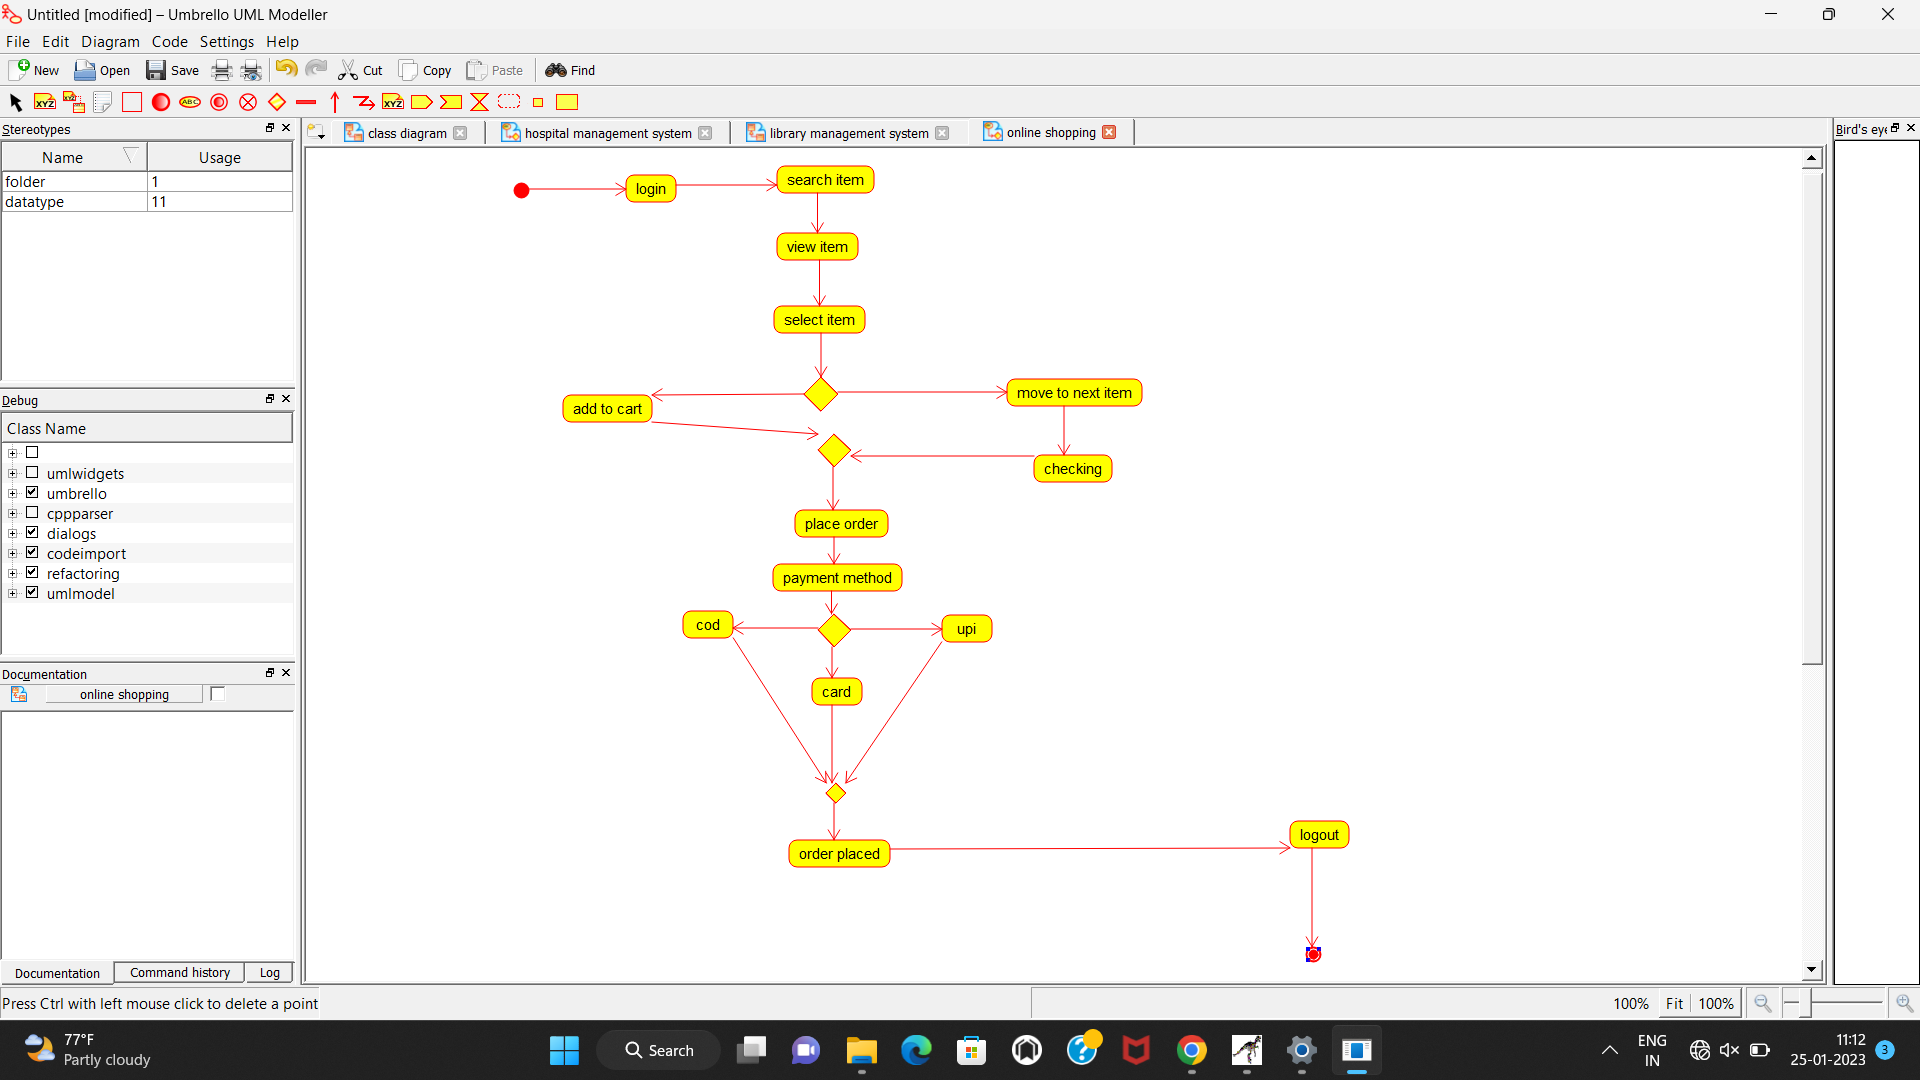 Untitled [modified] – Umbrello UML Modeller
File Edit Diagram Code Settings Help
New Open Save Cut Copy Paste Find
XYZ XYZ ABC XYZ
Stereotypes
Name Usage
folder 1
datatype 11
Debug
Class Name
umlwidgets
umbrello
cppparser
dialogs
codeimport
refactoring
umlmodel
Documentation
online shopping
Documentation Command history Log
class diagram hospital management system library management system online shopping
Bird's eye
login
search item
view item
select item
add to cart
move to next item
checking
place order
payment method
cod
upi
card
order placed
logout
Press Ctrl with left mouse click to delete a point
100% Fit 100%
77°F
Partly cloudy
Search
ENG
IN
11:12
25-01-2023
3